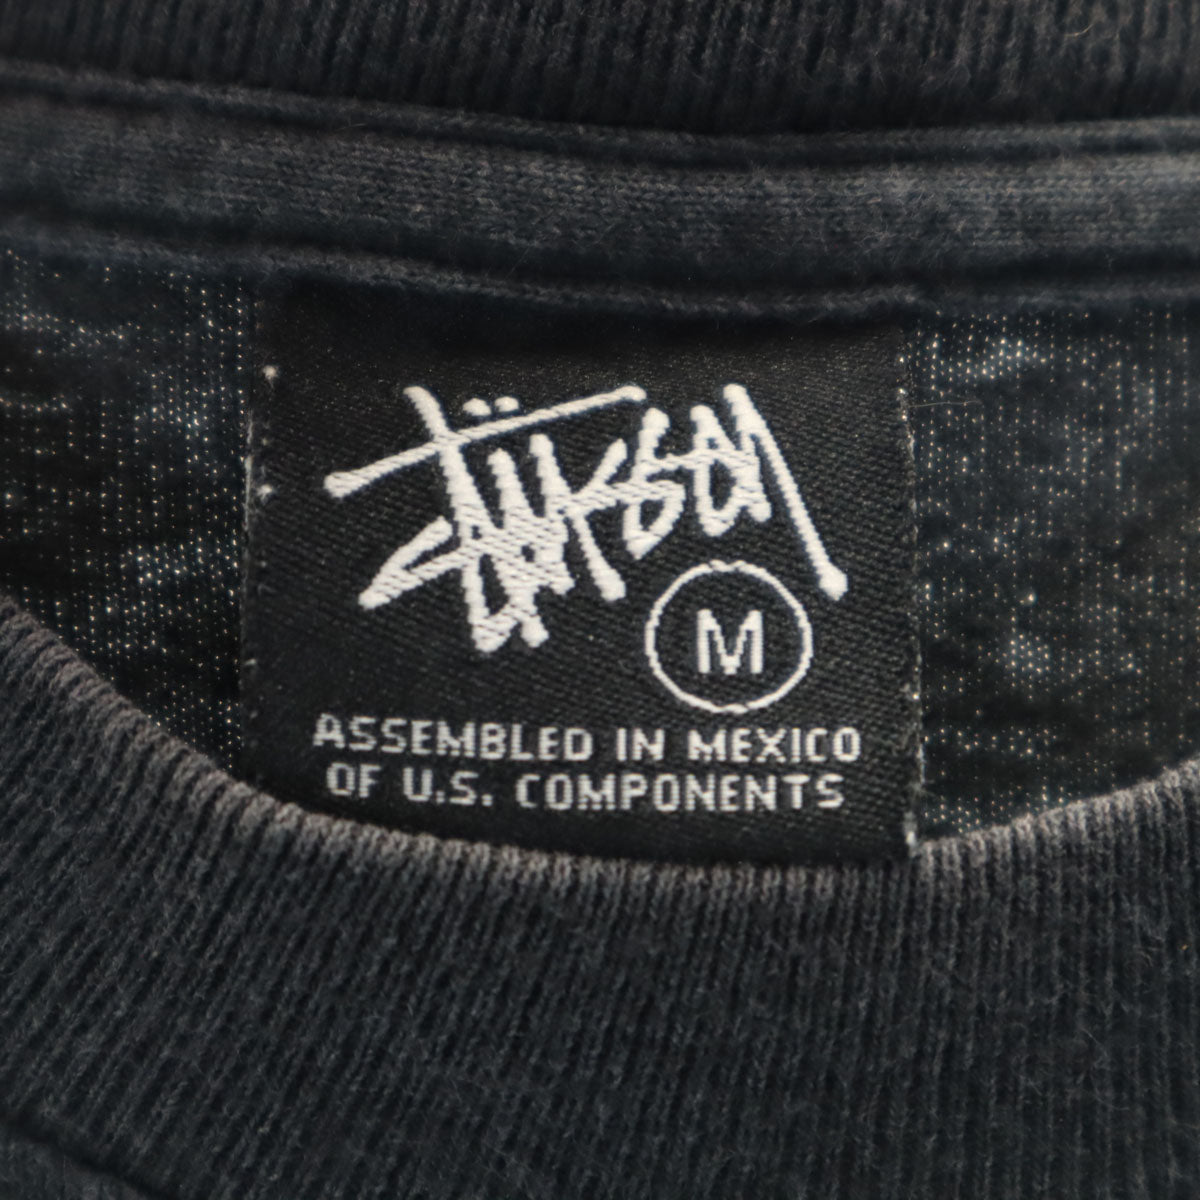 Stüssy
M
ASSEMBLED IN MEXICO
OF U.S. COMPONENTS